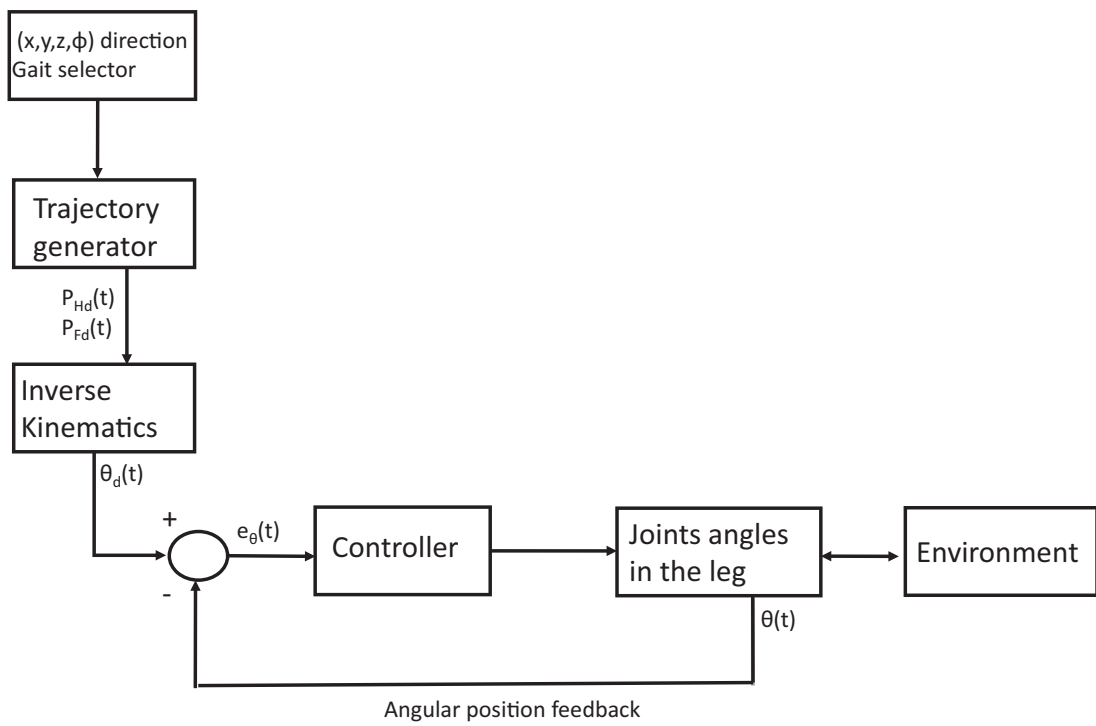 (x,y,z,ϕ) direction
Gait selector
Trajectory
generator
P_Hd(t)
P_Fd(t)
Inverse
Kinematics
θ_d(t)
+
-
e_θ(t)
Controller
Joints angles
in the leg
Environment
θ(t)
Angular position feedback